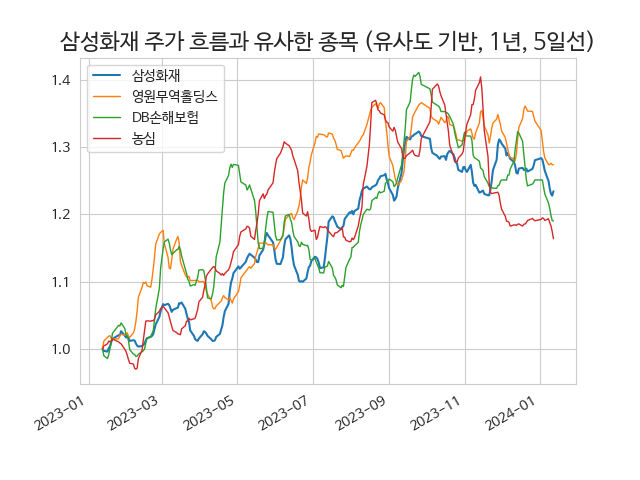 삼성화재 주가 흐름과 유사한 종목 (유사도 기반, 1년, 5일선)
삼성화재
영원무역홀딩스
DB손해보험
농심
1.4
1.3
1.2
1.1
1.0
2023-01
2023-03
2023-05
2023-07
2023-09
2023-11
2024-01